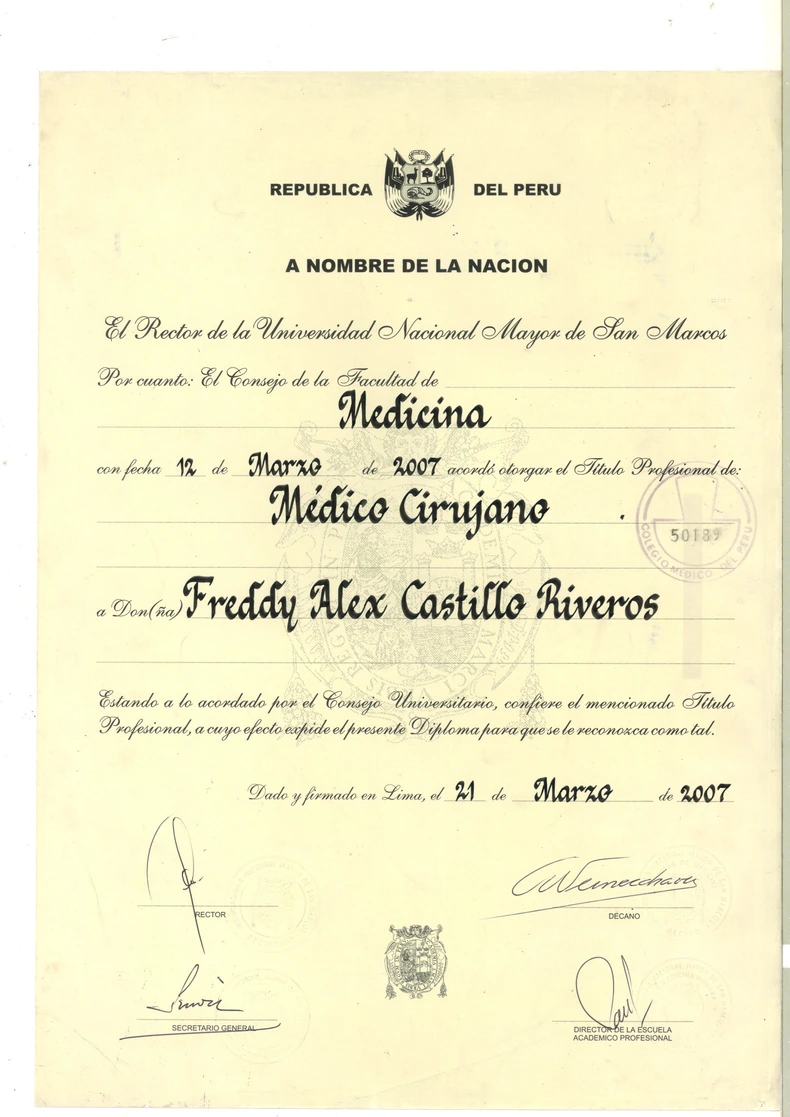 REPUBLICA DEL PERU
A NOMBRE DE LA NACION
El Rector de la Universidad Nacional Mayor de San Marcos
Por cuanto: El Consejo de la Facultad de
Medicina
con fecha 12 de Marzo de 2007 acordó otorgar el Título Profesional de:
Médico Cirujano
COLEGIO MEDICO DEL PERU
50189
a Don(ña) Freddy Alex Castillo Riveros
Estando a lo acordado por el Consejo Universitario, confiere el mencionado Título
Profesional, a cuyo efecto expide el presente Diploma para que se le reconozca como tal.
Dado y firmado en Lima, el 21 de Marzo de 2007
RECTOR
DECANO
SECRETARIO GENERAL
DIRECTOR DE LA ESCUELA
ACADEMICO PROFESIONAL